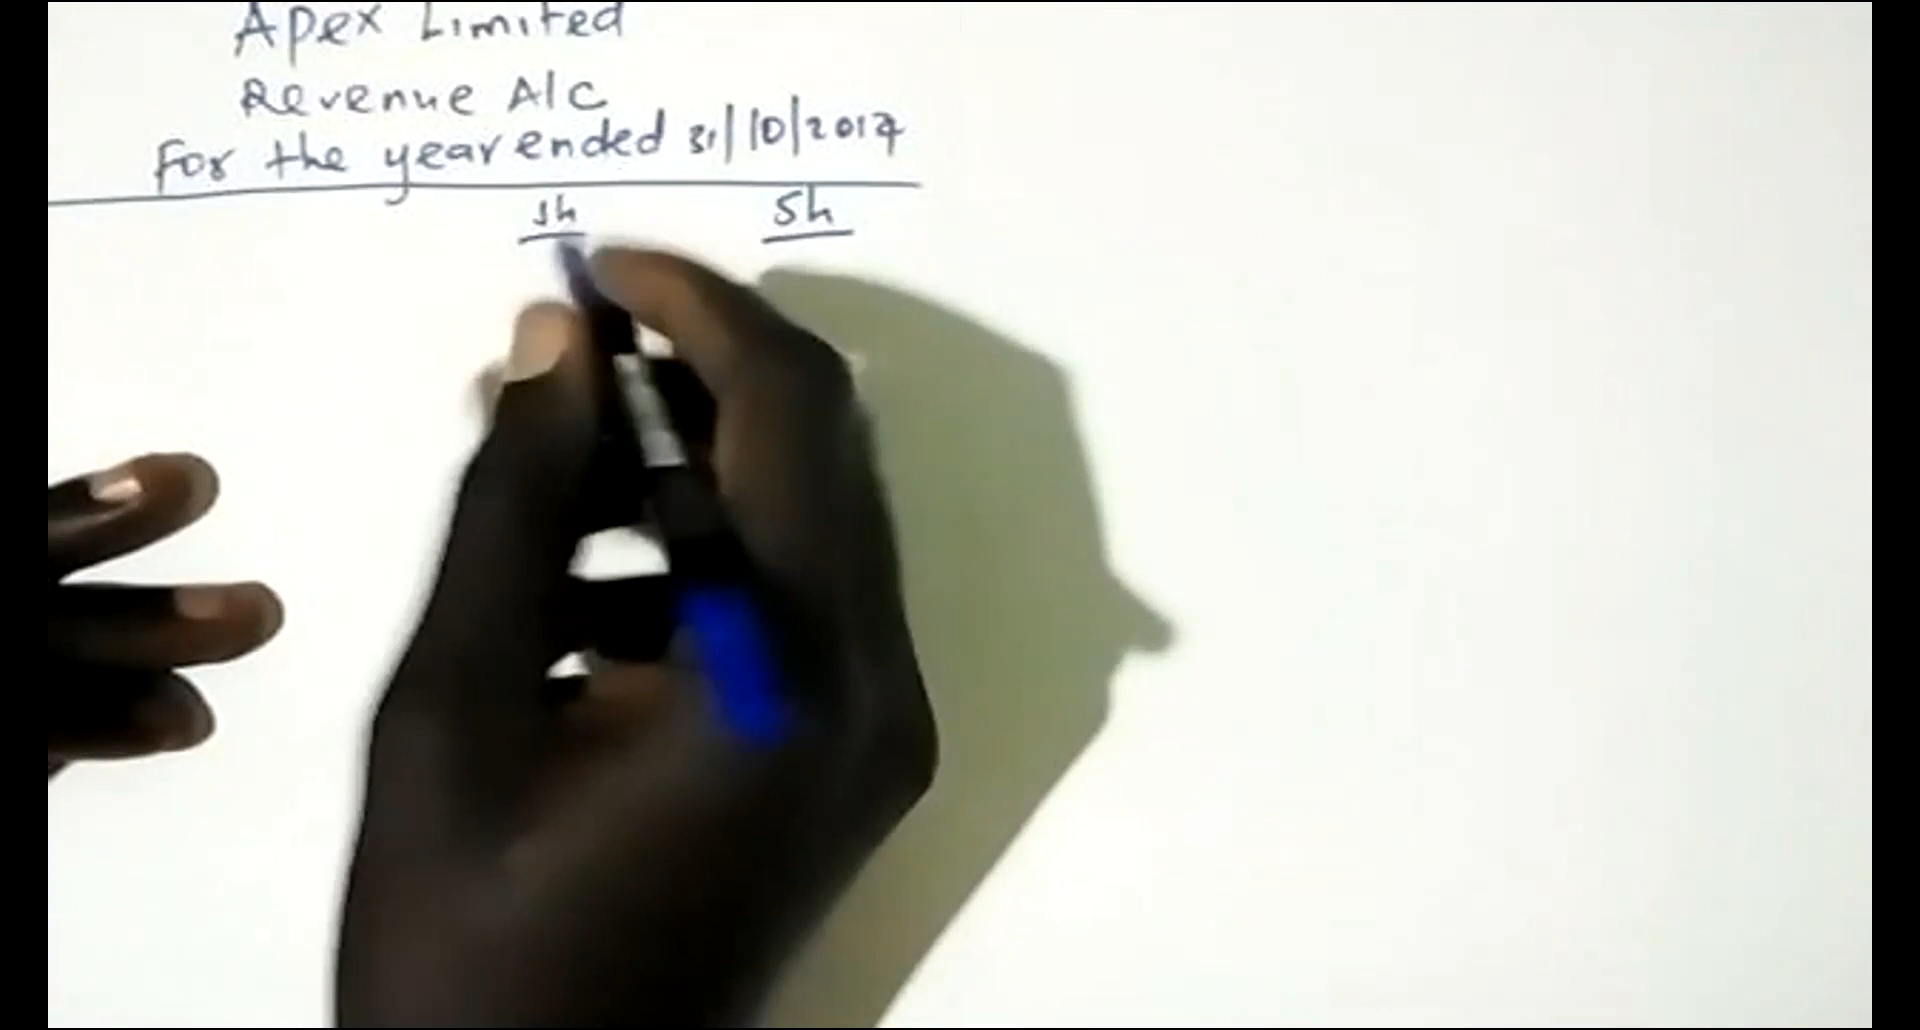 Apex Limited
Revenue A/C
For the year ended 31/10/2017
Sh Sh